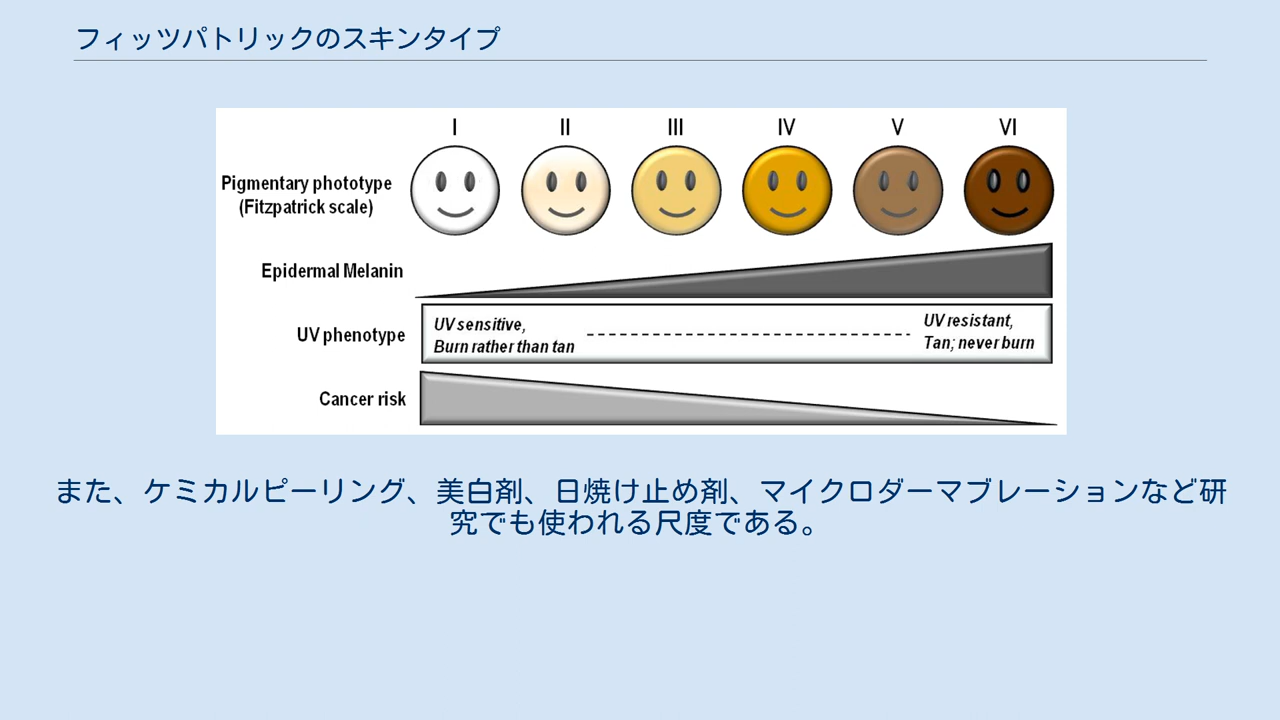 フィッツパトリックのスキンタイプ
I II III IV V VI
Pigmentary phototype
(Fitzpatrick scale)
Epidermal Melanin
UV phenotype
UV sensitive,
Burn rather than tan
UV resistant,
Tan; never burn
Cancer risk
また、ケミカルピーリング、美白剤、日焼け止め剤、マイクロダーマブレーションなど研
究でも使われる尺度である。